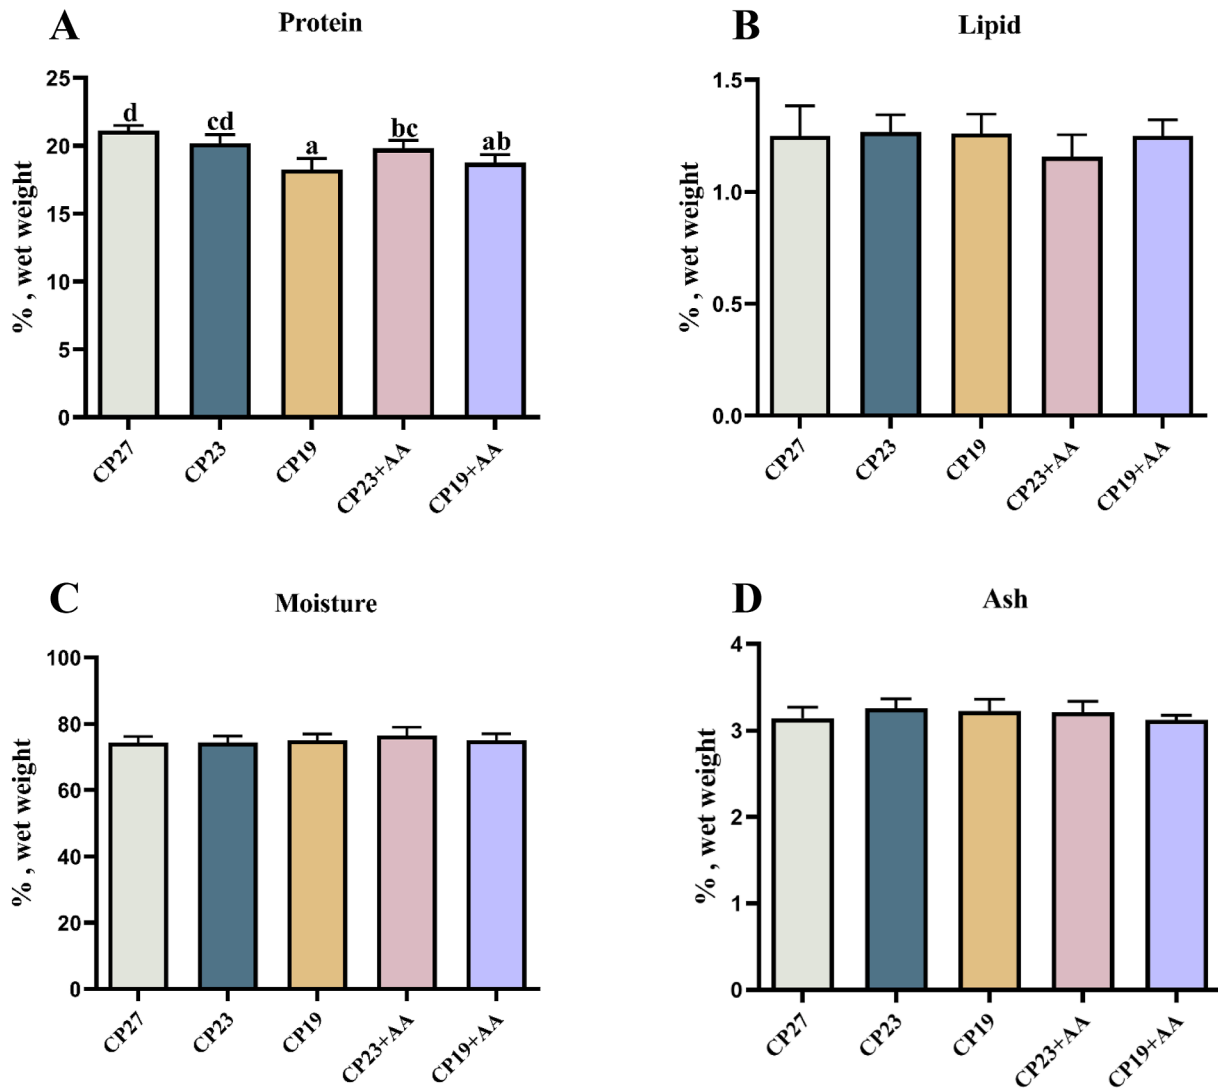 A
Protein
% , wet weight
25
20
15
10
5
0
d
cd
a
bc
ab
CP27
CP23
CP19
CP23+AA
CP19+AA
B
Lipid
% , wet weight
1.5
1.0
0.5
0.0
CP27
CP23
CP19
CP23+AA
CP19+AA
C
Moisture
% , wet weight
100
80
60
40
20
0
CP27
CP23
CP19
CP23+AA
CP19+AA
D
Ash
% , wet weight
4
3
2
1
0
CP27
CP23
CP19
CP23+AA
CP19+AA